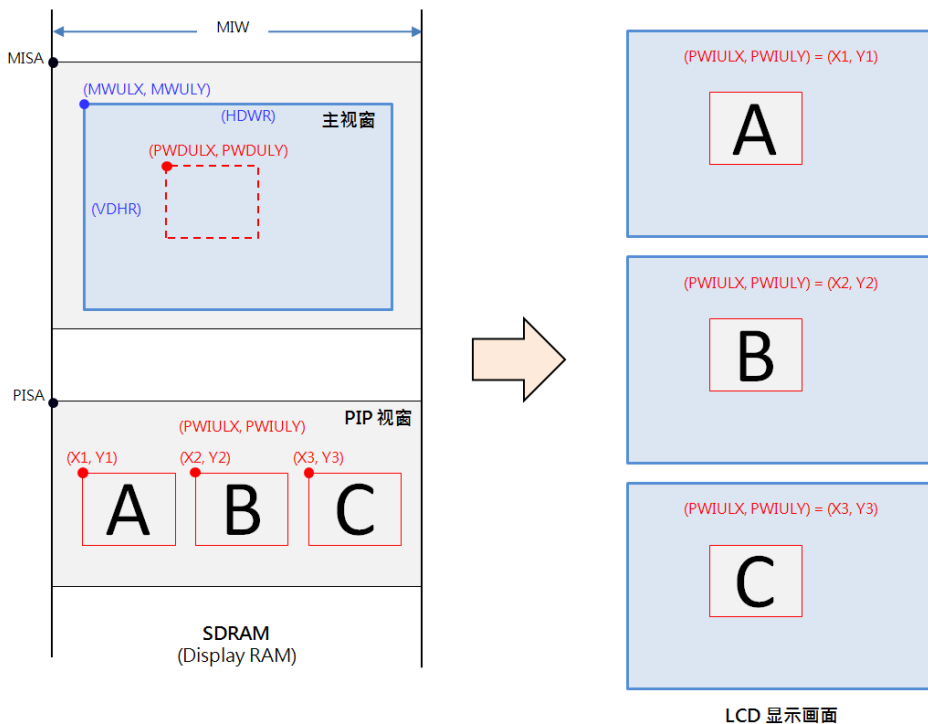 MIW
MISA
(MWULX, MWULY)
(HDWR)
主视窗
(PWDULX, PWDULY)
(VDHR)
PISA
PIP 视窗
(PWIULX, PWIULY)
(X1, Y1)
(X2, Y2)
(X3, Y3)
A
B
C
SDRAM
(Display RAM)
(PWIULX, PWIULY) = (X1, Y1)
A
(PWIULX, PWIULY) = (X2, Y2)
B
(PWIULX, PWIULY) = (X3, Y3)
C
LCD 显示画面